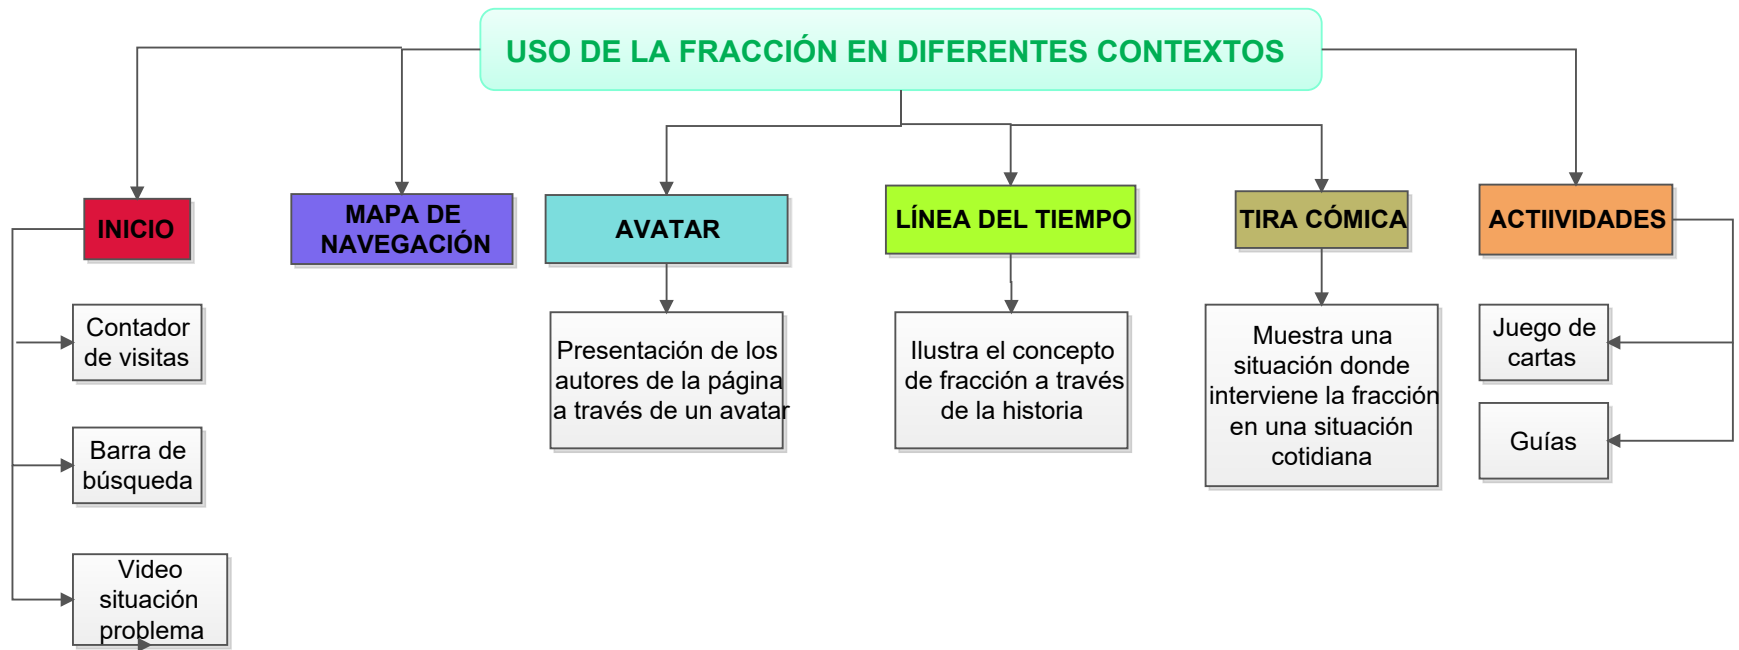 USO DE LA FRACCIÓN EN DIFERENTES CONTEXTOS
INICIO
MAPA DE
NAVEGACIÓN
AVATAR
LÍNEA DEL TIEMPO
TIRA CÓMICA
ACTIIVIDADES
Contador
de visitas
Barra de
búsqueda
Video
situación
problema
Presentación de los
autores de la página
a través de un avatar
Ilustra el concepto
de fracción a través
de la historia
Muestra una
situación donde
interviene la fracción
en una situación
cotidiana
Juego de
cartas
Guías